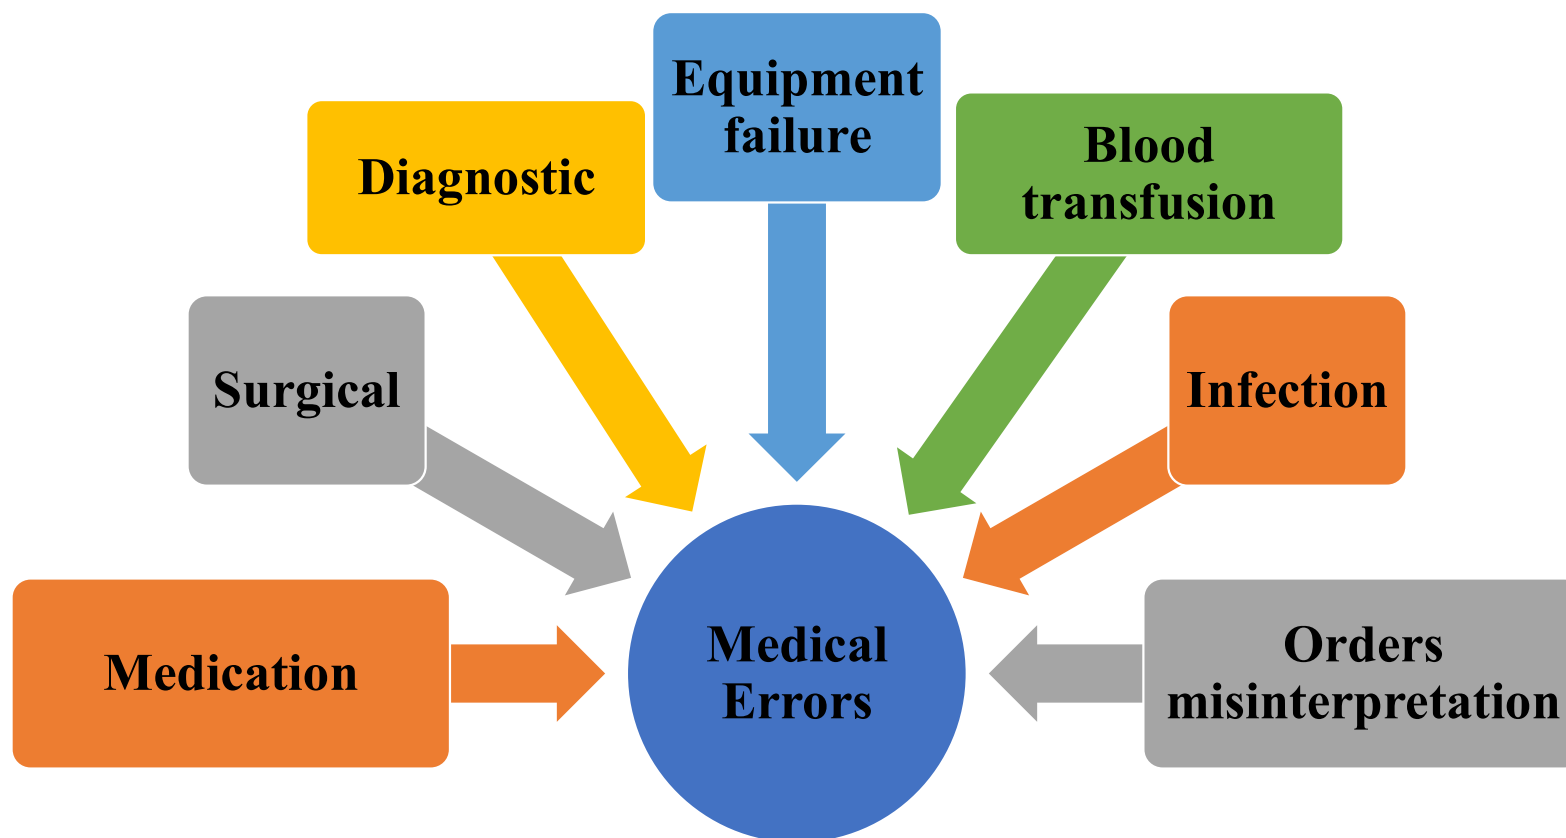 Equipment
failure
Diagnostic
Blood
transfusion
Surgical
Infection
Medication
Medical
Errors
Orders
misinterpretation